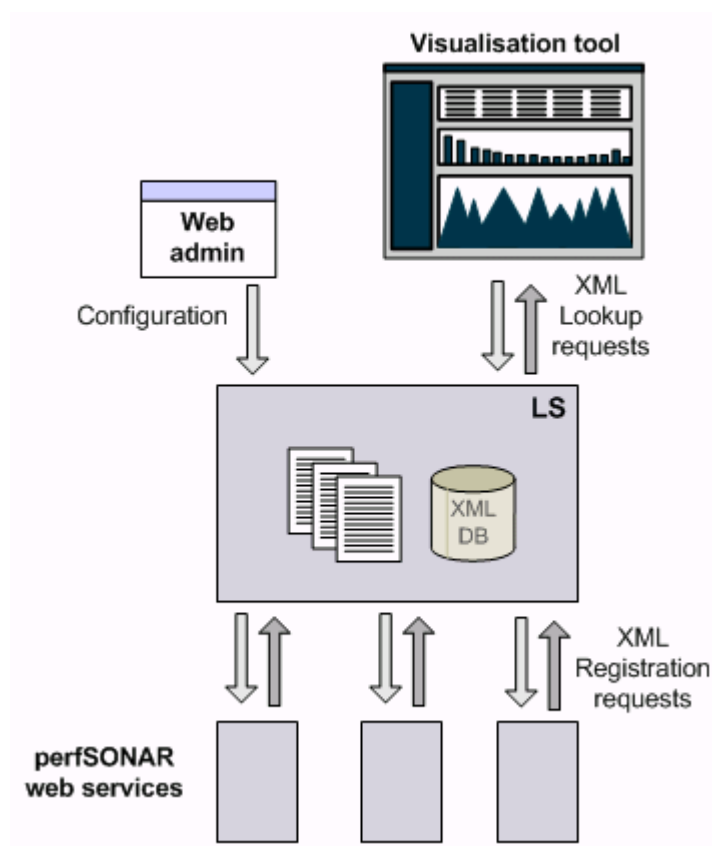 Visualisation tool
Web
admin
Configuration
XML
Lookup
requests
LS
XML
DB
XML
Registration
requests
perfSONAR
web services